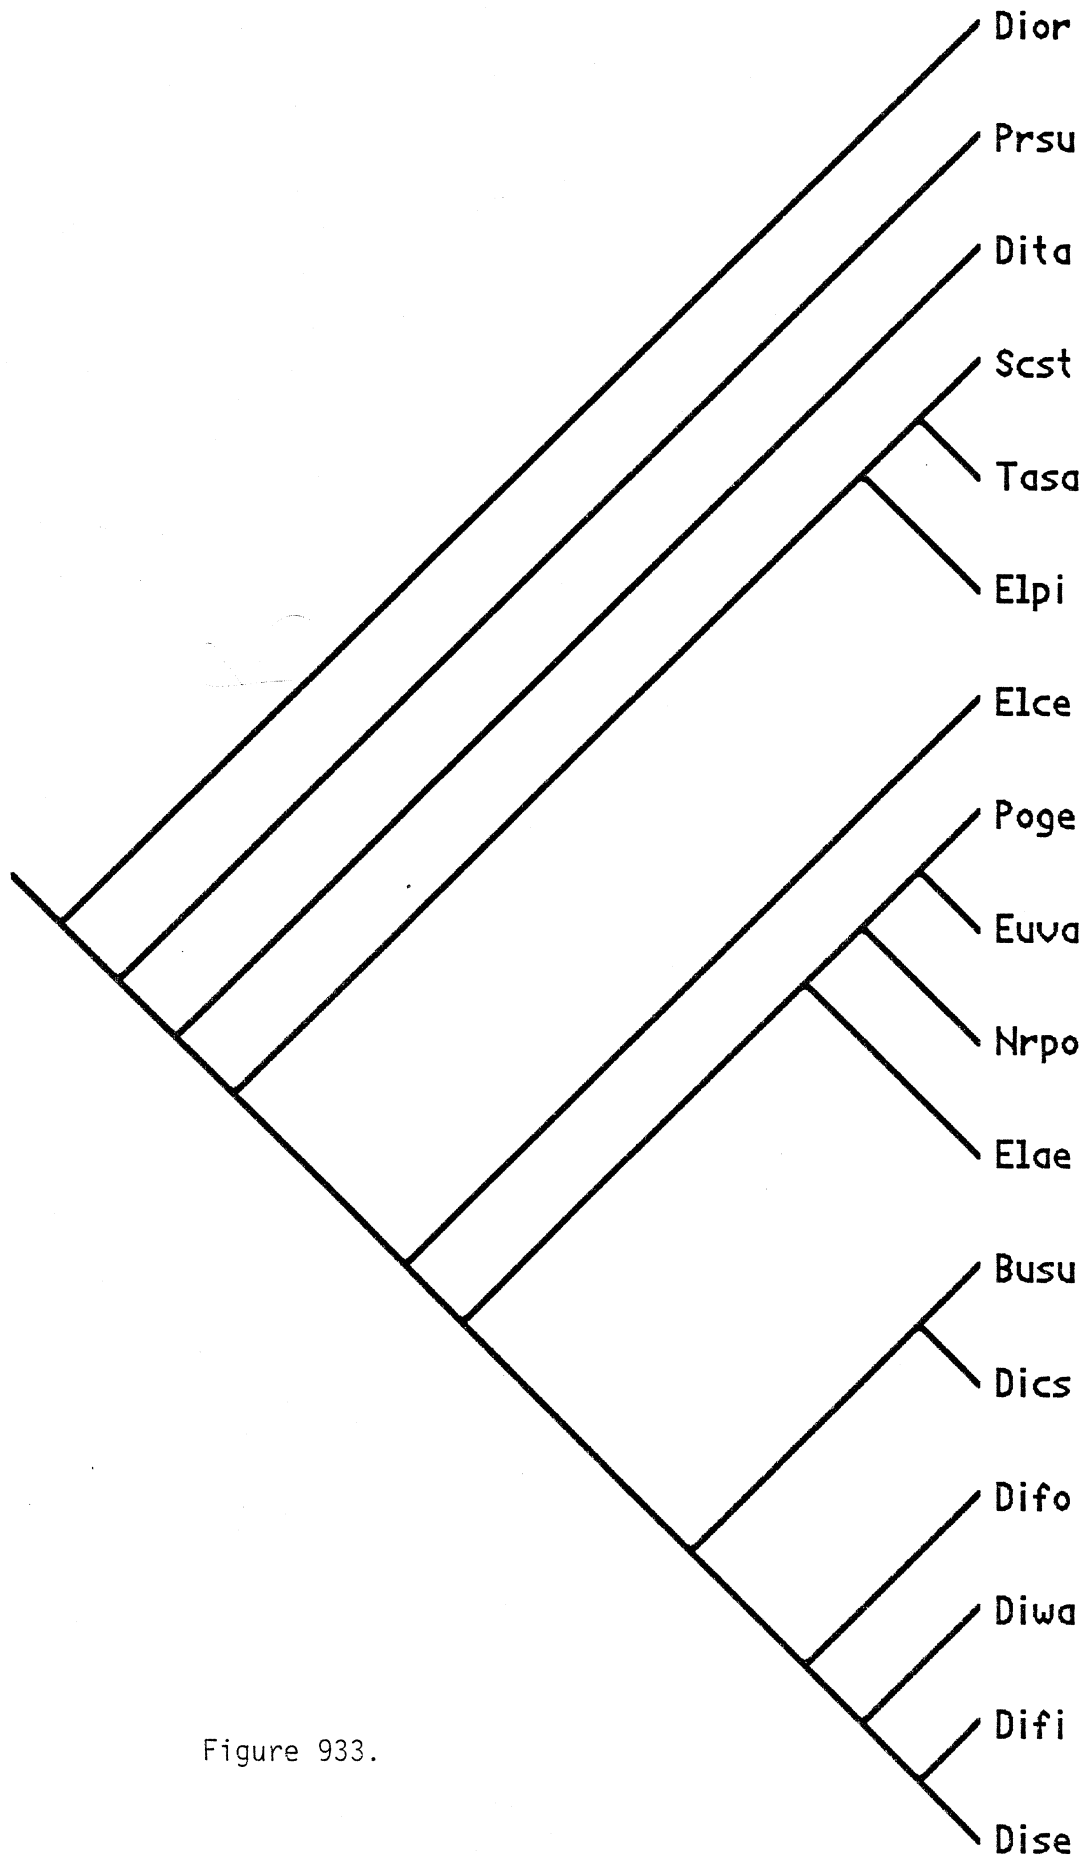 Dior
Prsu
Dita
Scst
Tasa
Elpi
Elce
Poge
Euva
Nrpo
Elae
Busu
Dics
Difo
Diwa
Difi
Dise
Figure 933.